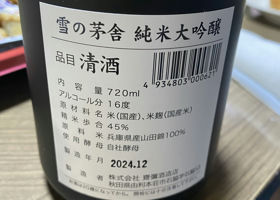 雪の茅舎 純米大吟醸
品目 清酒
4 934803 000621
内容量 720ml
アルコール分 16度
原材料名 米(国産)、米麹(国産米)
精米歩合 45%
原料米 兵庫県産山田錦100%
使用酵母 自社酵母
製造年月 2024.12
製造者 株式会社 齋彌酒造店
秋田県由利本荘市石脇字石脇53